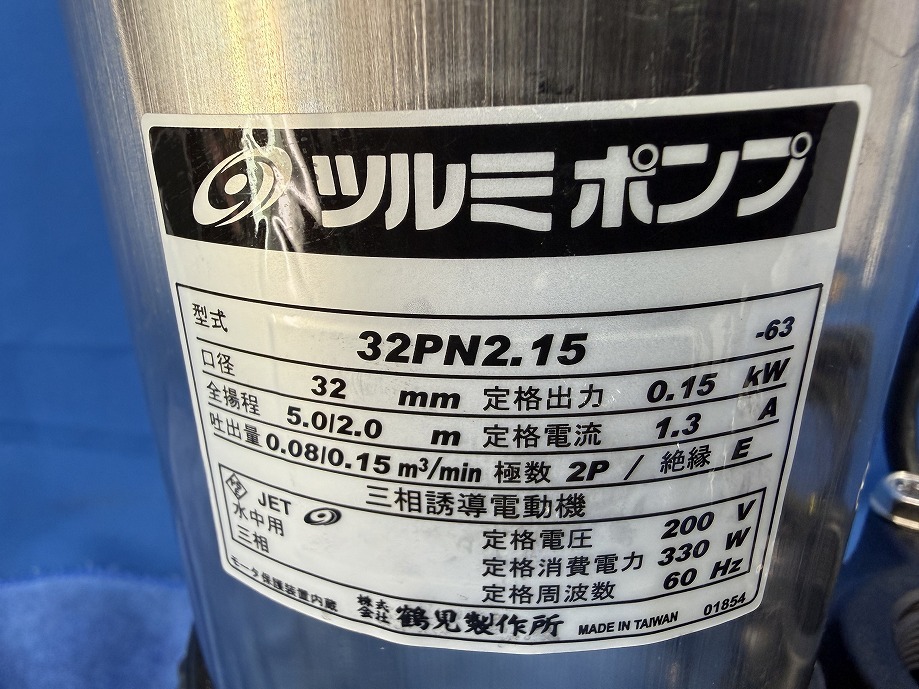 ツルミポンプ
型式 32PN2.15 -63
口径 32 mm 定格出力 0.15 kW
全揚程 5.0/2.0 m 定格電流 1.3 A
吐出量 0.08/0.15 m³/min 極数 2P / 絶縁 E
三相誘導電動機
JET
水中用
三相
定格電圧 200 V
定格消費電力 330 W
定格周波数 60 Hz
モータ保護装置内蔵 株式会社 鶴見製作所 MADE IN TAIWAN 01854